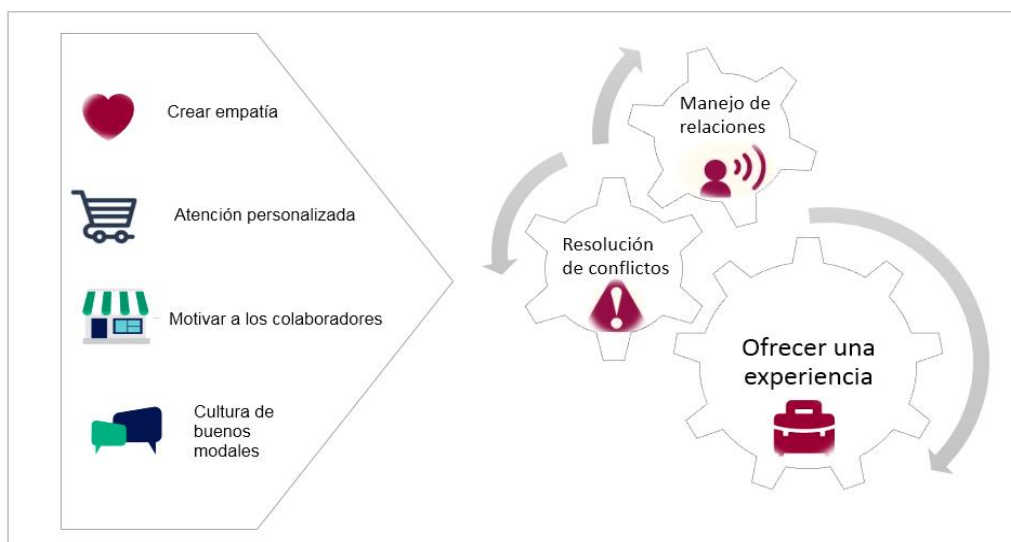 Crear empatía
Atención personalizada
Motivar a los colaboradores
Cultura de
buenos
modales
Manejo de
relaciones
Resolución
de conflictos
Ofrecer una
experiencia